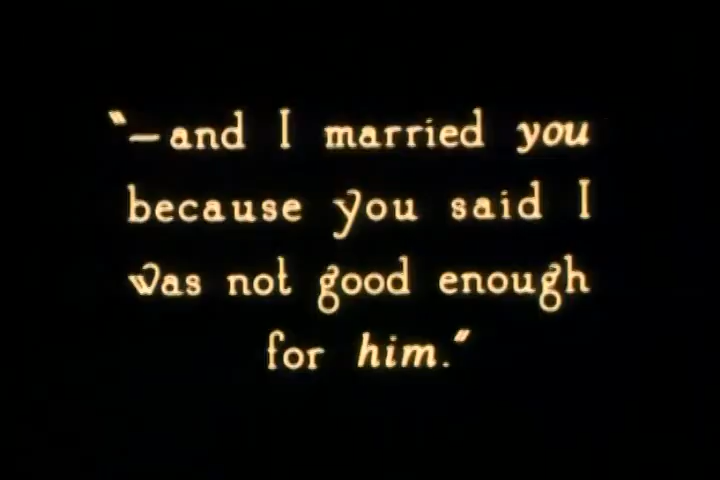 "—and I married you
because you said I
was not good enough
for him."